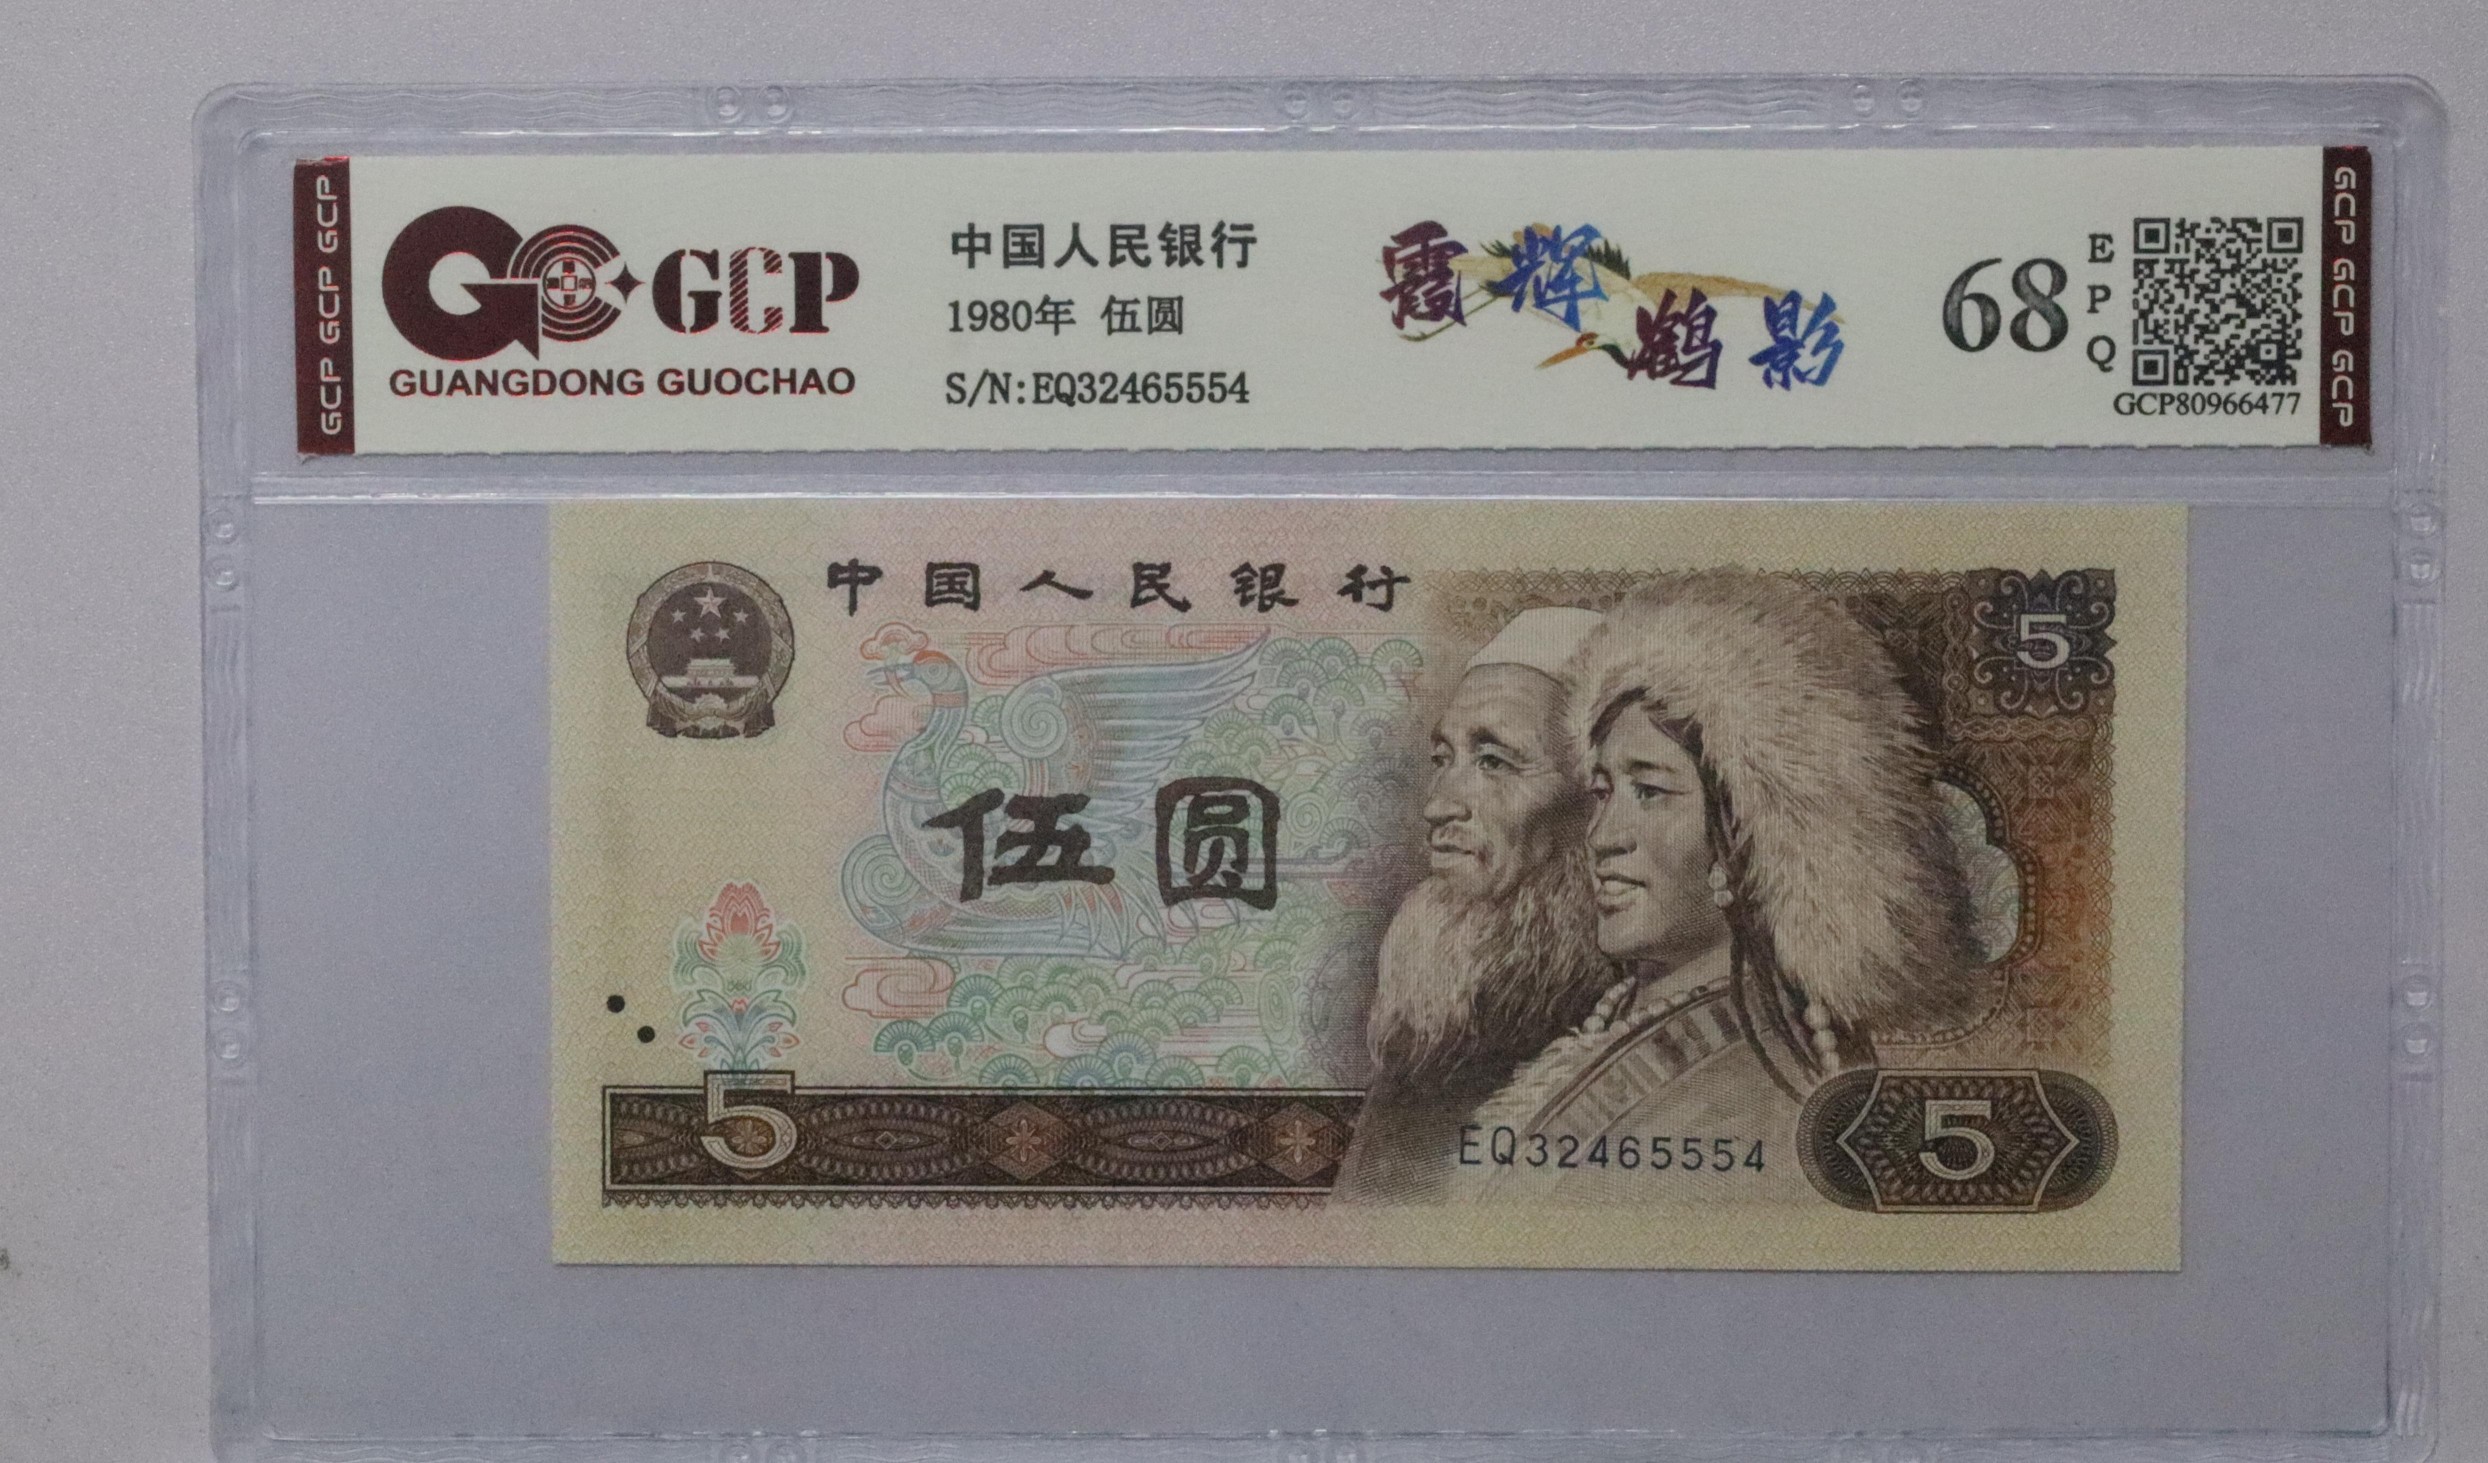 GCP GCP GCP
GCP
GUANGDONG GUOCHAO
中国人民银行
1980年 伍圆
S/N:EQ32465554
霞辉鹤影
68
EPQ
GCP80966477
GCP GCP GCP
中国人民银行
5
伍圆
5
EQ32465554
5